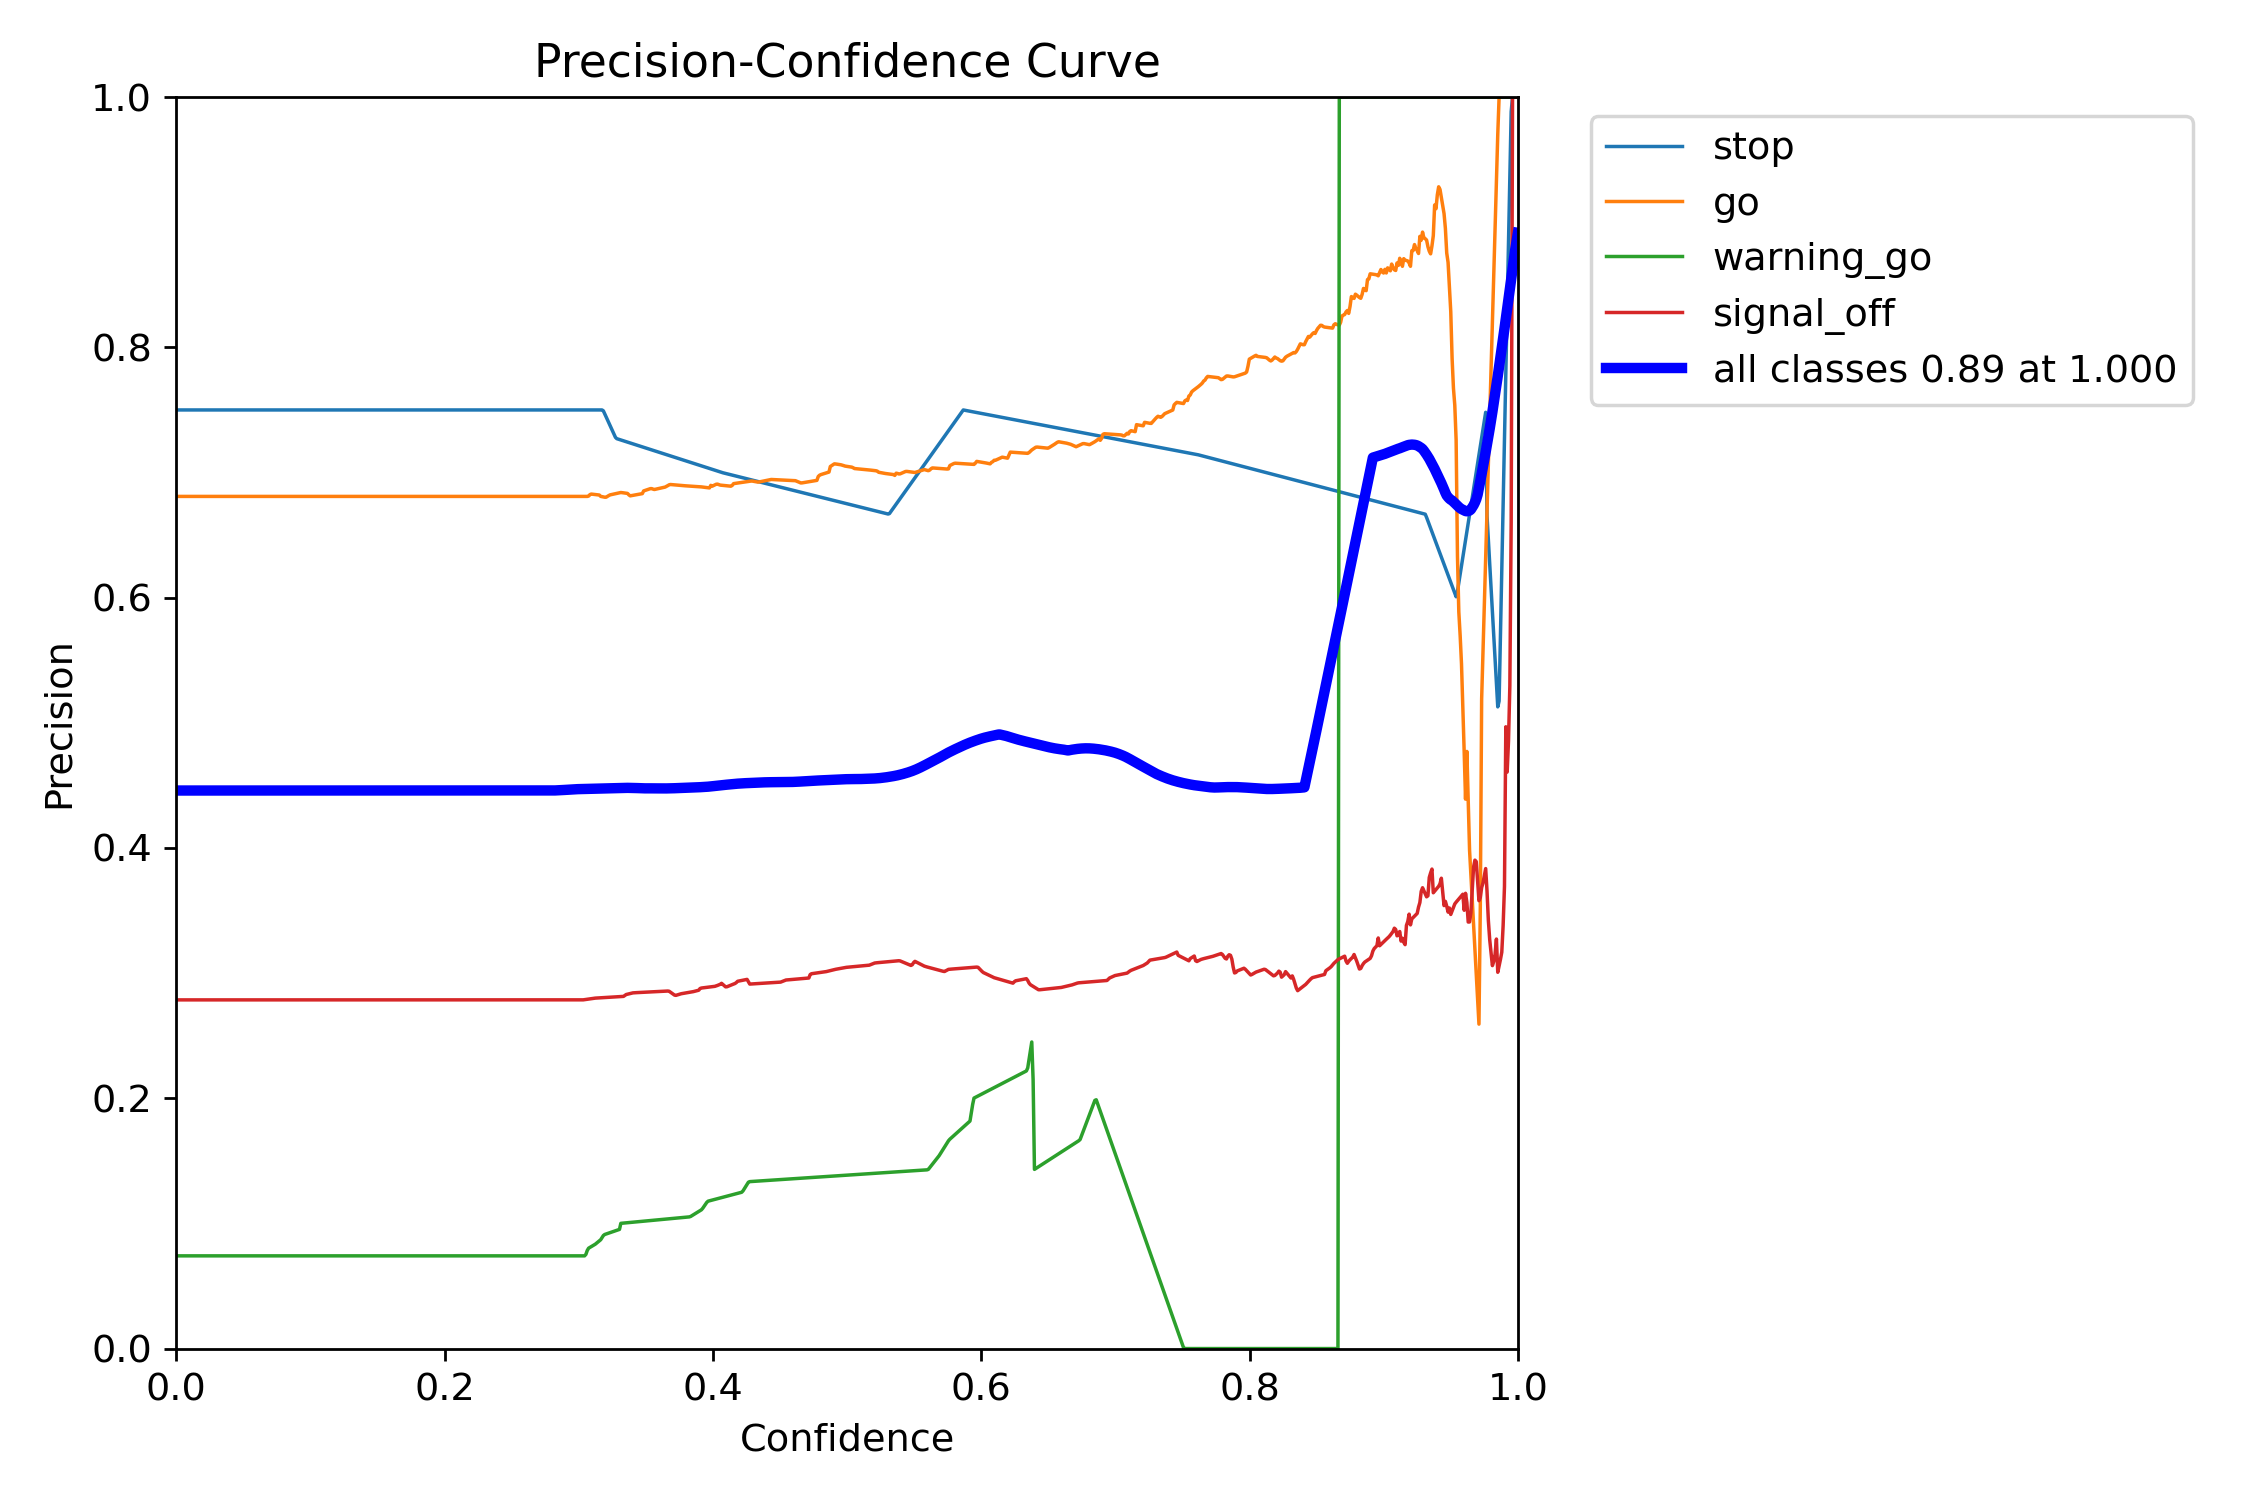 Precision-Confidence Curve
1.0
0.8
0.6
0.4
0.2
0.0
Precision
0.0 0.2 0.4 0.6 0.8 1.0
Confidence
stop
go
warning_go
signal_off
all classes 0.89 at 1.000